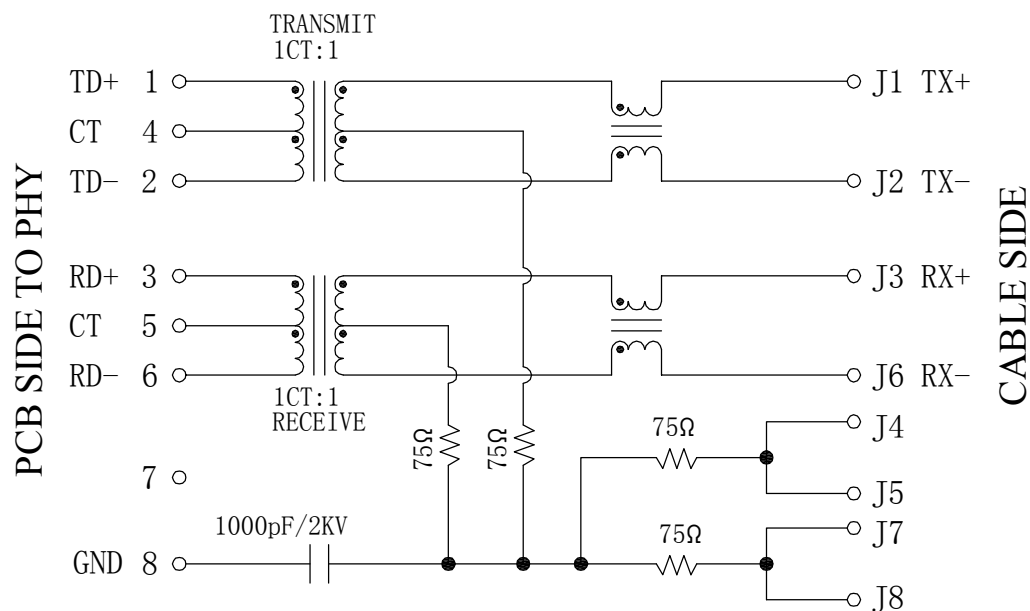 TRANSMIT
1CT:1
TD+ 1
J1 TX+
CT 4
TD- 2
J2 TX-
PCB SIDE TO PHY
CABLE SIDE
RD+ 3
J3 RX+
CT 5
RD- 6
J6 RX-
1CT:1
RECEIVE
75Ω
75Ω
75Ω
J4
J5
7
1000pF/2KV
75Ω
J7
GND 8
J8